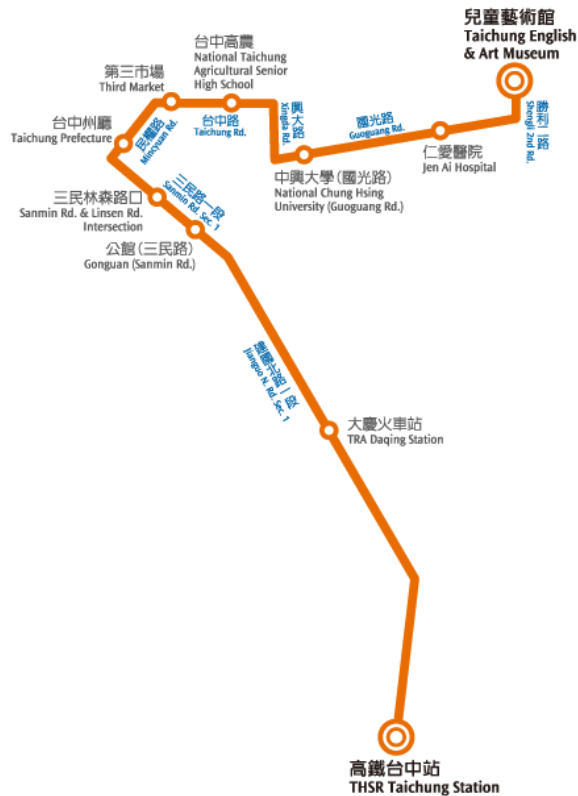 兒童藝術館
Taichung English
& Art Museum
台中高農
National Taichung
Agricultural Senior
High School
第三市場
Third Market
台中州廳
Taichung Prefecture
民權路
Mincyuan Rd.
台中路
Taichung Rd.
興大路
Xingda Rd.
國光路
Guoguang Rd.
勝利二路
Shengli 2nd Rd.
仁愛醫院
Jen Ai Hospital
中興大學(國光路)
National Chung Hsing
University (Guoguang Rd.)
三民林森路口
Sanmin Rd. & Linsen Rd.
Intersection
三民路一段
Sanmin Rd. Sec. 1
公館(三民路)
Gonguan (Sanmin Rd.)
建國北路一段
Jianguo N. Rd. Sec. 1
大慶火車站
TRA Daqing Station
高鐵台中站
THSR Taichung Station